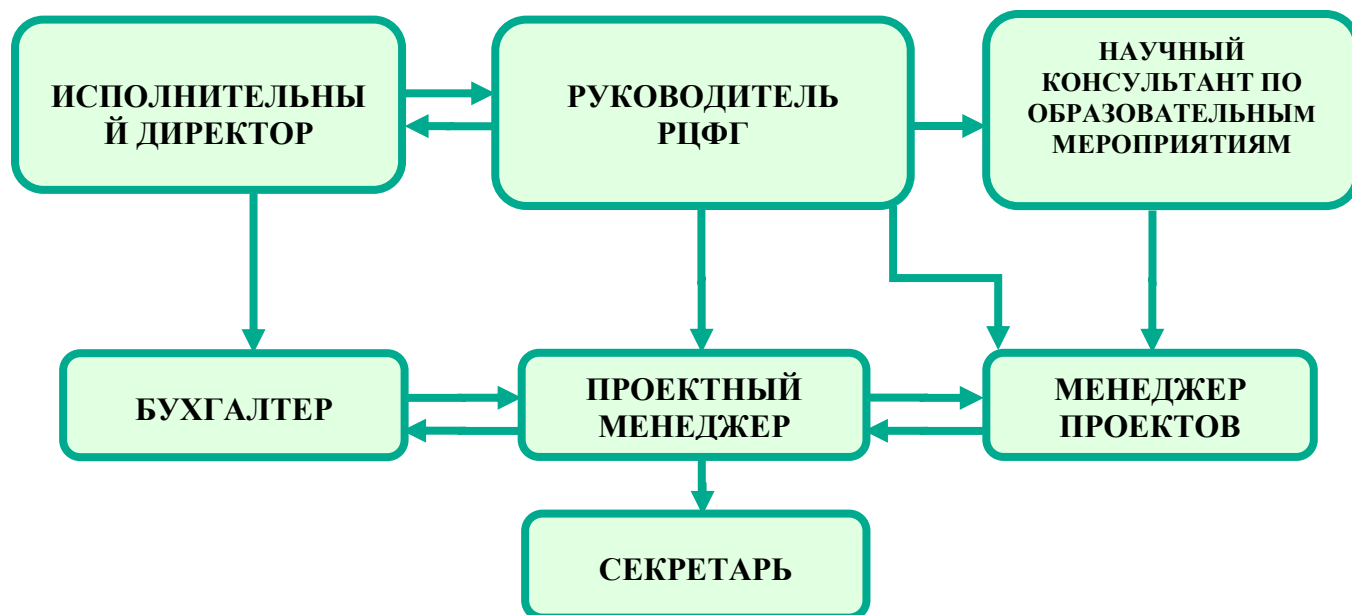 ИСПОЛНИТЕЛЬНЫ
Й ДИРЕКТОР
РУКОВОДИТЕЛЬ
РЦФГ
НАУЧНЫЙ
КОНСУЛЬТАНТ ПО
ОБРАЗОВАТЕЛЬНЫМ
МЕРОПРИЯТИЯМ
БУХГАЛТЕР
ПРОЕКТНЫЙ
МЕНЕДЖЕР
МЕНЕДЖЕР
ПРОЕКТОВ
СЕКРЕТАРЬ